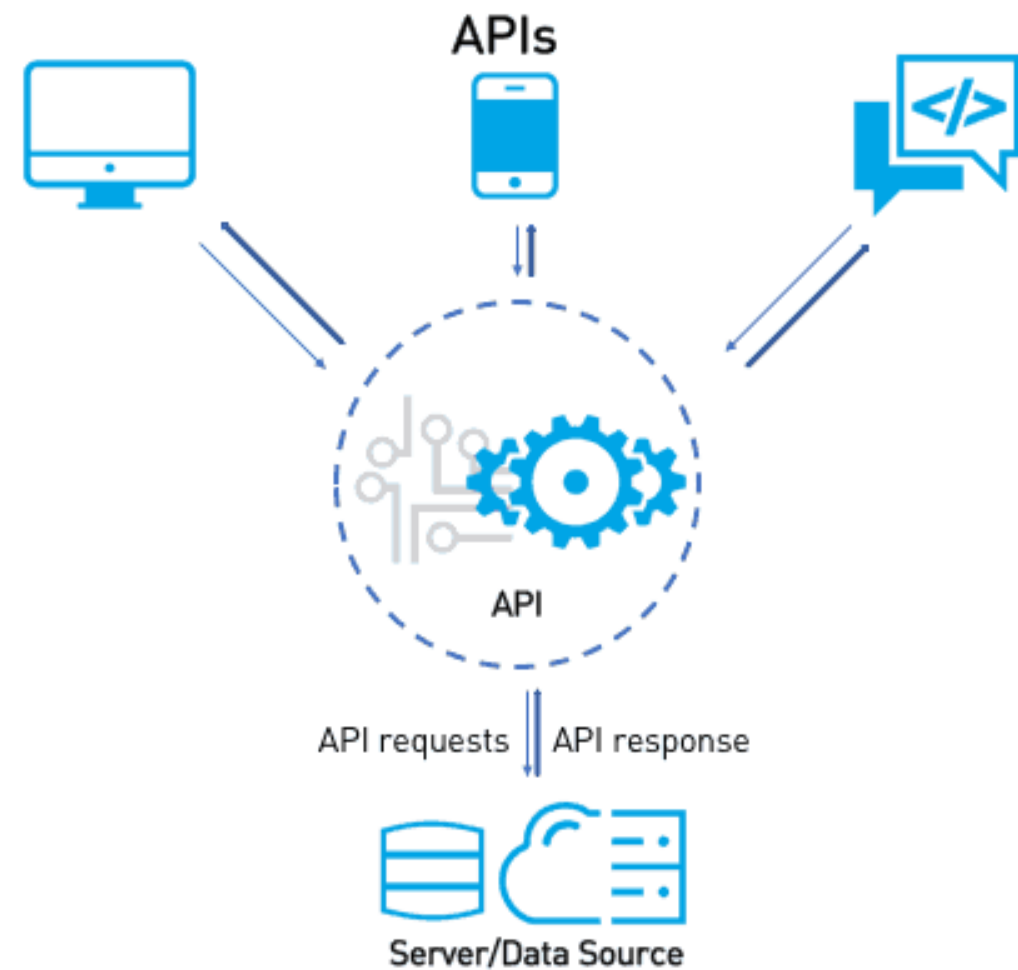 APIs
</>
API
API requests
API response
Server/Data Source